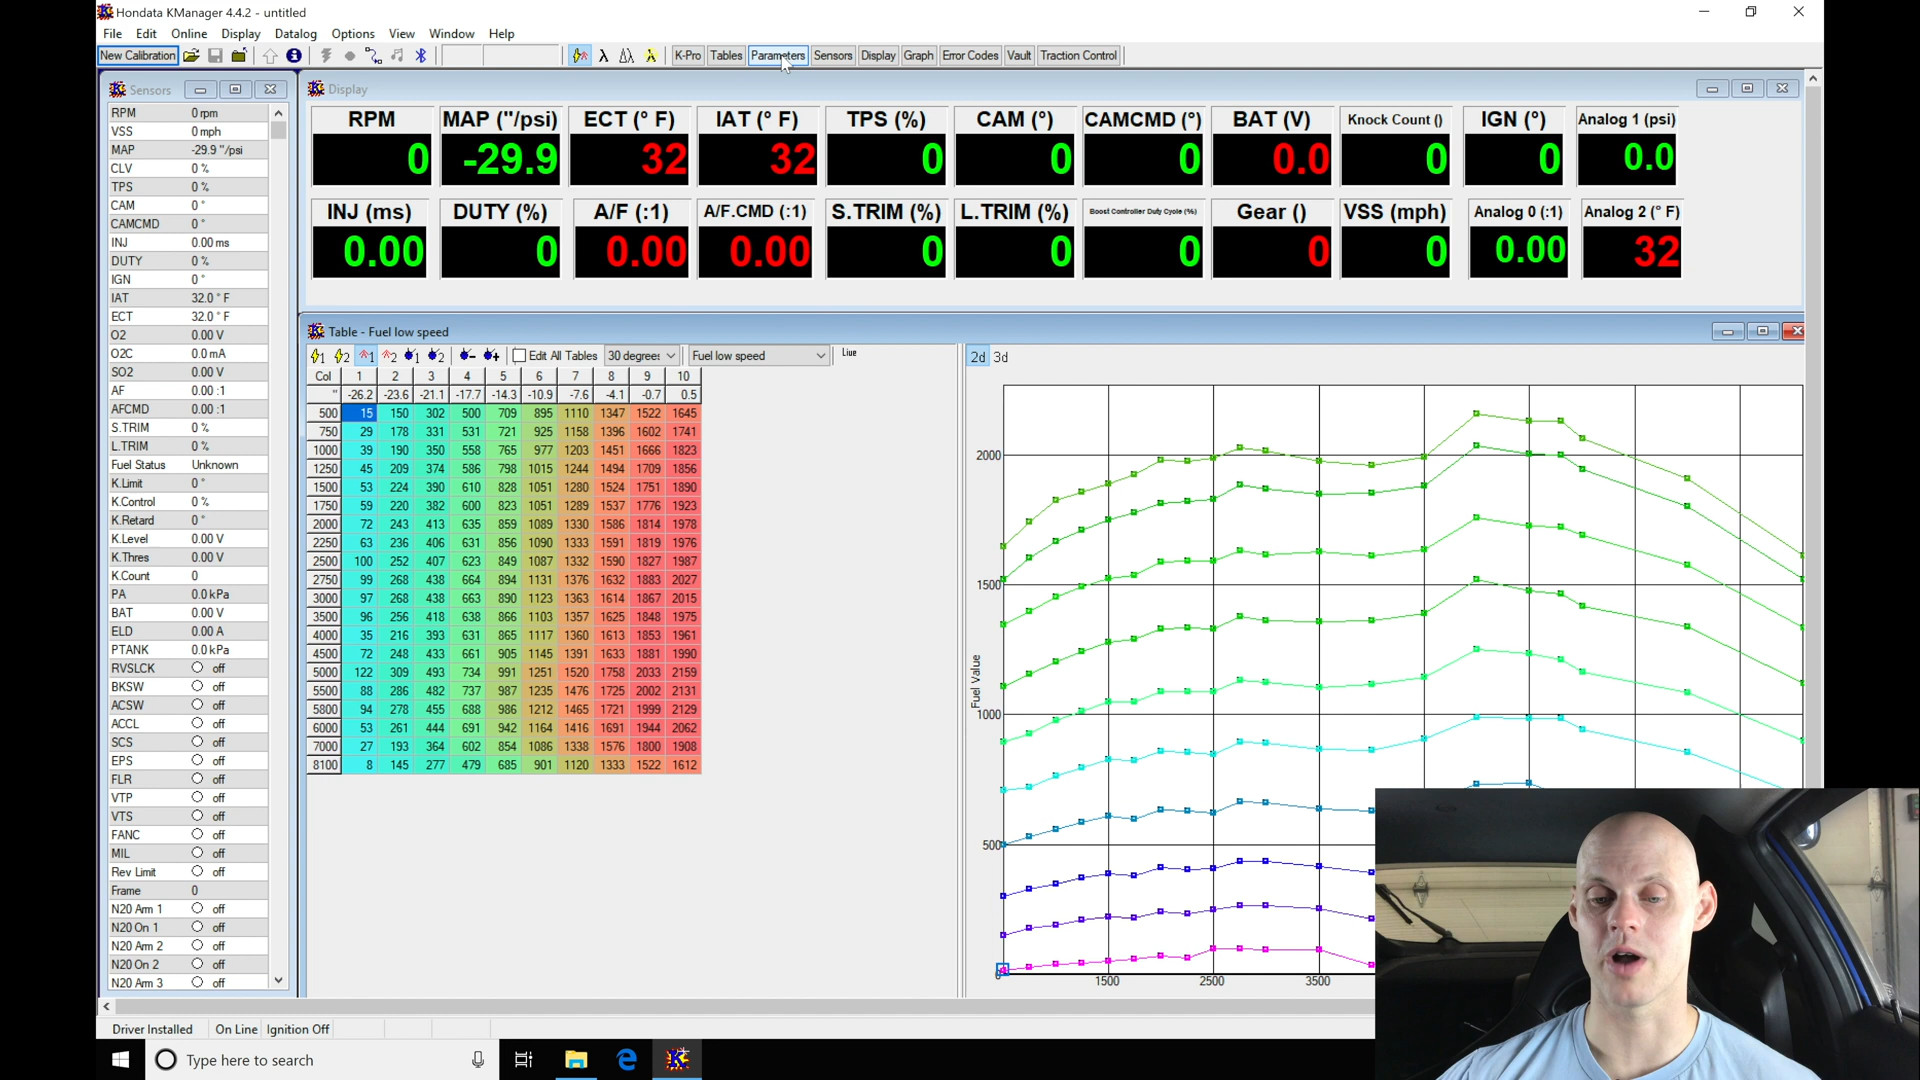 Hondata KManager 4.4.2 - untitled
File Edit Online Display Datalog Options View Window Help
New Calibration K-Pro Tables Parameters Sensors Display Graph Error Codes Vault Traction Control
Sensors
RPM 0 rpm
VSS 0 mph
MAP -29.9 "/psi
CLV 0 %
TPS 0 %
CAM 0 °
CAMCMD 0 °
INJ 0.00 ms
DUTY 0 %
IGN 0 °
IAT 32.0 ° F
ECT 32.0 ° F
O2 0.00 V
O2C 0.0 mA
SO2 0.00 V
AF 0.00 :1
AFCMD 0.00 :1
S.TRIM 0 %
L.TRIM 0 %
Fuel Status Unknown
K.Limit 0 °
K.Control 0 %
K.Retard 0 °
K.Level 0.00 V
K.Thres 0.00 V
K.Count 0
PA 0.0 kPa
BAT 0.00 V
ELD 0.00 A
PTANK 0.0 kPa
RVSLCK off
BKSW off
ACSW off
ACCL off
SCS off
EPS off
FLR off
VTP off
VTS off
FANC off
MIL off
Rev Limit off
Frame 0
N20 Arm 1 off
N20 On 1 off
N20 Arm 2 off
N20 On 2 off
N20 Arm 3 off
Display
RPM MAP ("/psi) ECT (° F) IAT (° F) TPS (%) CAM (°) CAMCMD (°) BAT (V) Knock Count () IGN (°) Analog 1 (psi)
0 -29.9 32 32 0 0 0 0.0 0 0 0.0
INJ (ms) DUTY (%) A/F (:1) A/F.CMD (:1) S.TRIM (%) L.TRIM (%) Boost Controller Duty Cycle (%) Gear () VSS (mph) Analog 0 (:1) Analog 2 (° F)
0.00 0 0.00 0.00 0 0 0 0 0 0.00 32
Table - Fuel low speed
1 2 1 2 1 2 Edit All Tables 30 degrees Fuel low speed Live
2d 3d
Col 1 2 3 4 5 6 7 8 9 10
" -26.2 -23.6 -21.1 -17.7 -14.3 -10.9 -7.6 -4.1 -0.7 0.5
500 15 150 302 500 709 895 1110 1347 1522 1645
750 29 178 331 531 721 925 1158 1396 1602 1741
1000 39 190 350 558 765 977 1203 1451 1666 1823
1250 45 209 374 586 798 1015 1244 1494 1709 1856
1500 53 224 390 610 828 1051 1280 1524 1751 1890
1750 59 220 382 600 823 1051 1289 1537 1776 1923
2000 72 243 413 635 859 1089 1330 1586 1814 1978
2250 63 236 406 631 856 1090 1333 1591 1819 1976
2500 100 252 407 623 849 1087 1332 1590 1827 1987
2750 99 268 438 664 894 1131 1376 1632 1883 2027
3000 97 268 438 663 890 1123 1363 1614 1867 2015
3500 96 256 418 638 866 1103 1357 1625 1848 1975
4000 35 216 393 631 865 1117 1360 1613 1853 1961
4500 72 248 433 661 905 1145 1391 1633 1881 1990
5000 122 309 493 734 991 1251 1520 1758 2033 2159
5500 88 286 482 737 987 1235 1476 1725 2002 2131
5800 94 278 455 688 986 1212 1465 1721 1999 2129
6000 53 261 444 691 942 1164 1416 1691 1944 2062
7000 27 193 364 602 854 1086 1338 1576 1800 1908
8100 8 145 277 479 685 901 1120 1333 1522 1612
Fuel Value
2000
1500
1000
500
0
1500 2500 3500
Driver Installed On Line Ignition Off
Type here to search